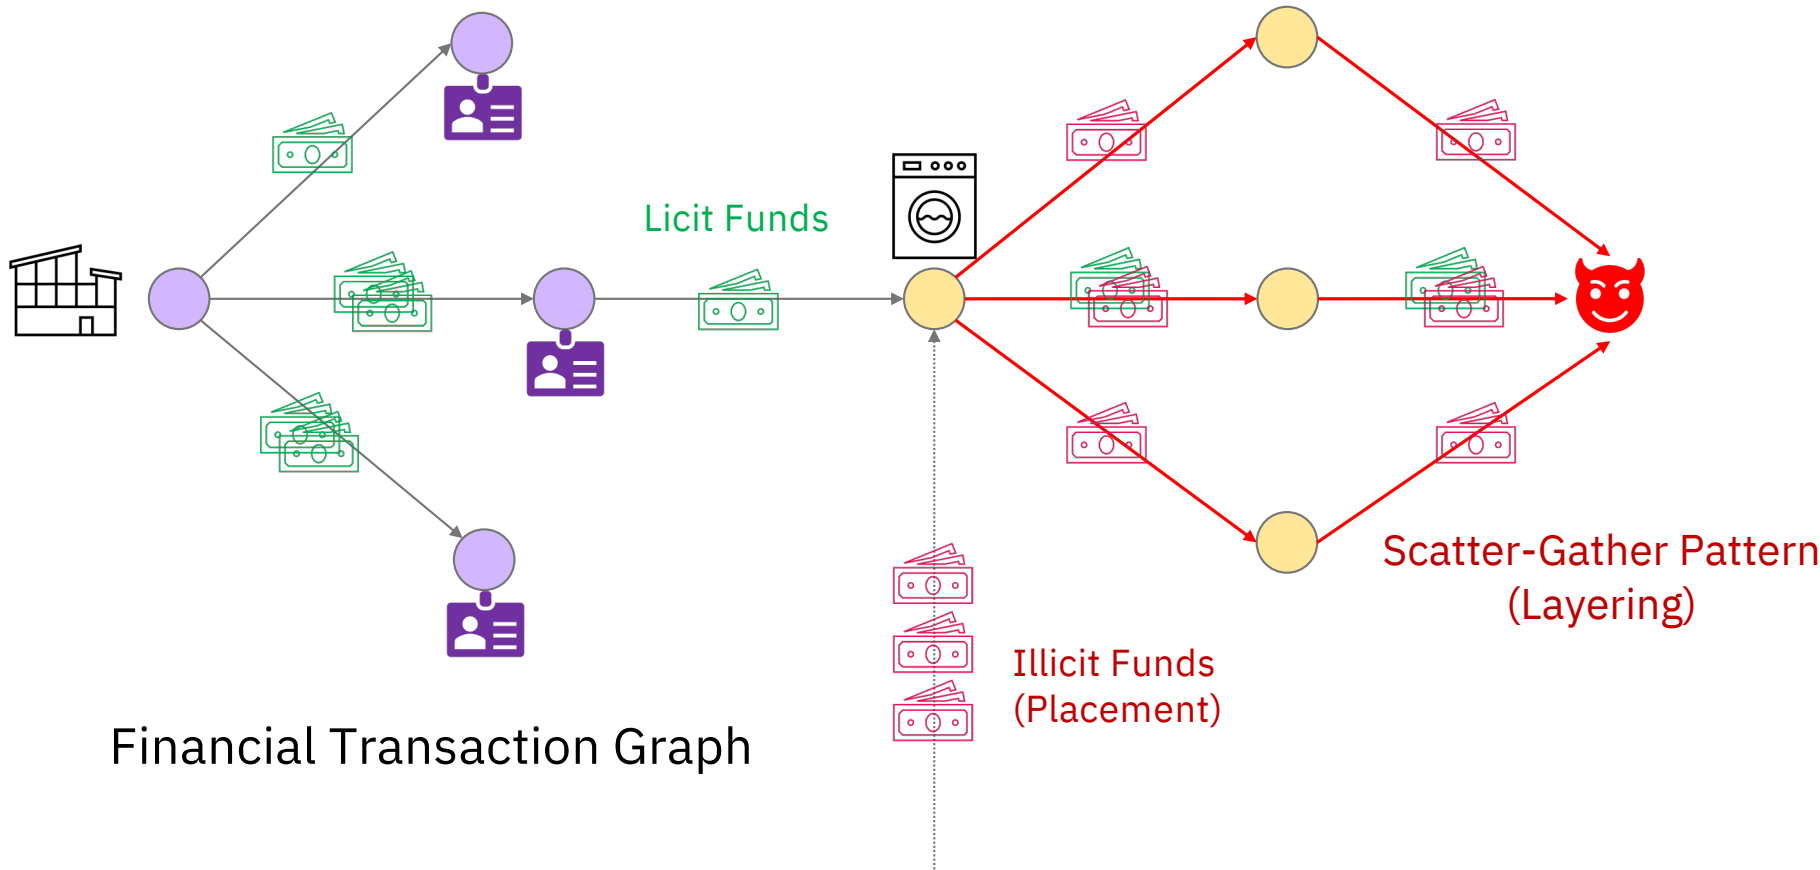 Licit Funds
Scatter-Gather Pattern
(Layering)
Illicit Funds
(Placement)
Financial Transaction Graph